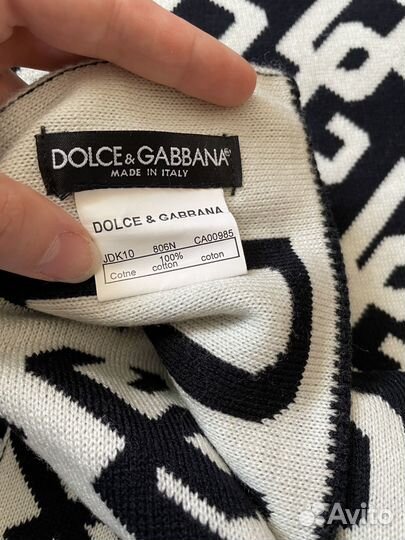 DOLCE & GABBANA
MADE IN ITALY
DOLCE & GABBANA
JDK10 806N CA00985
Cotne 100% cotton coton
Avito